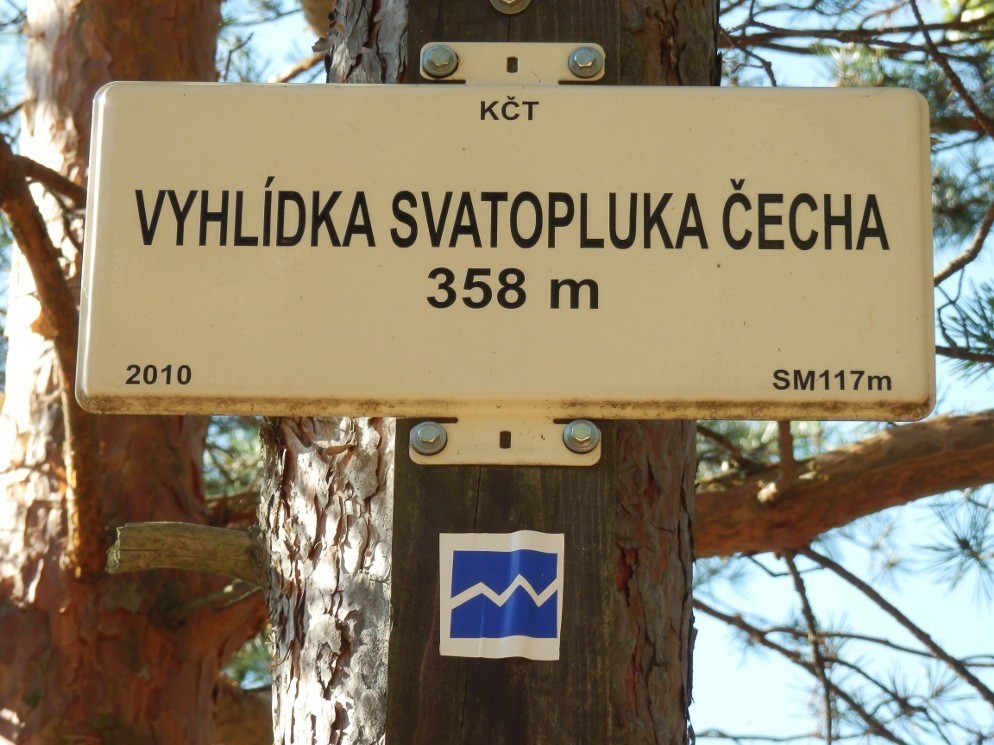 KČT
VYHLÍDKA SVATOPLUKA ČECHA
358 m
2010
SM117m